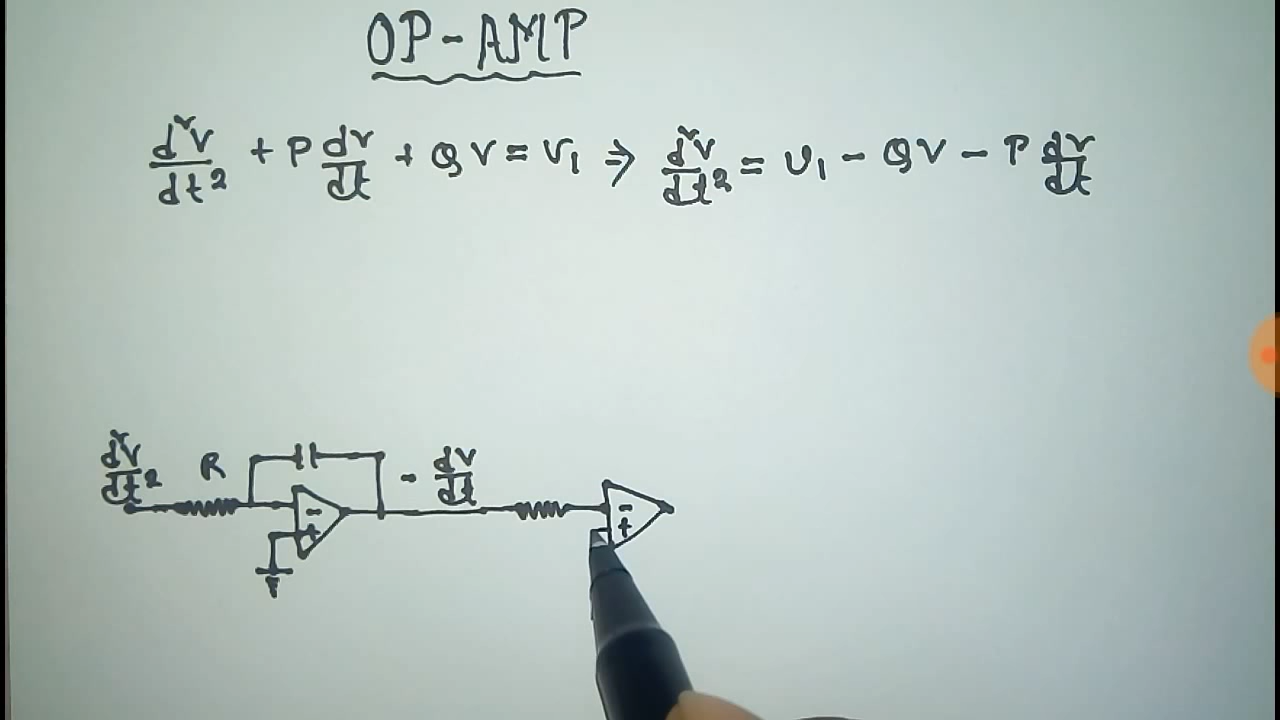 OP-AMP
d²V/dt² + P dv/dt + QV = V₁ ⇒ d²V/dt² = V₁ - QV - P dv/dt
d²V/dt² R - dV/dt
- + - +